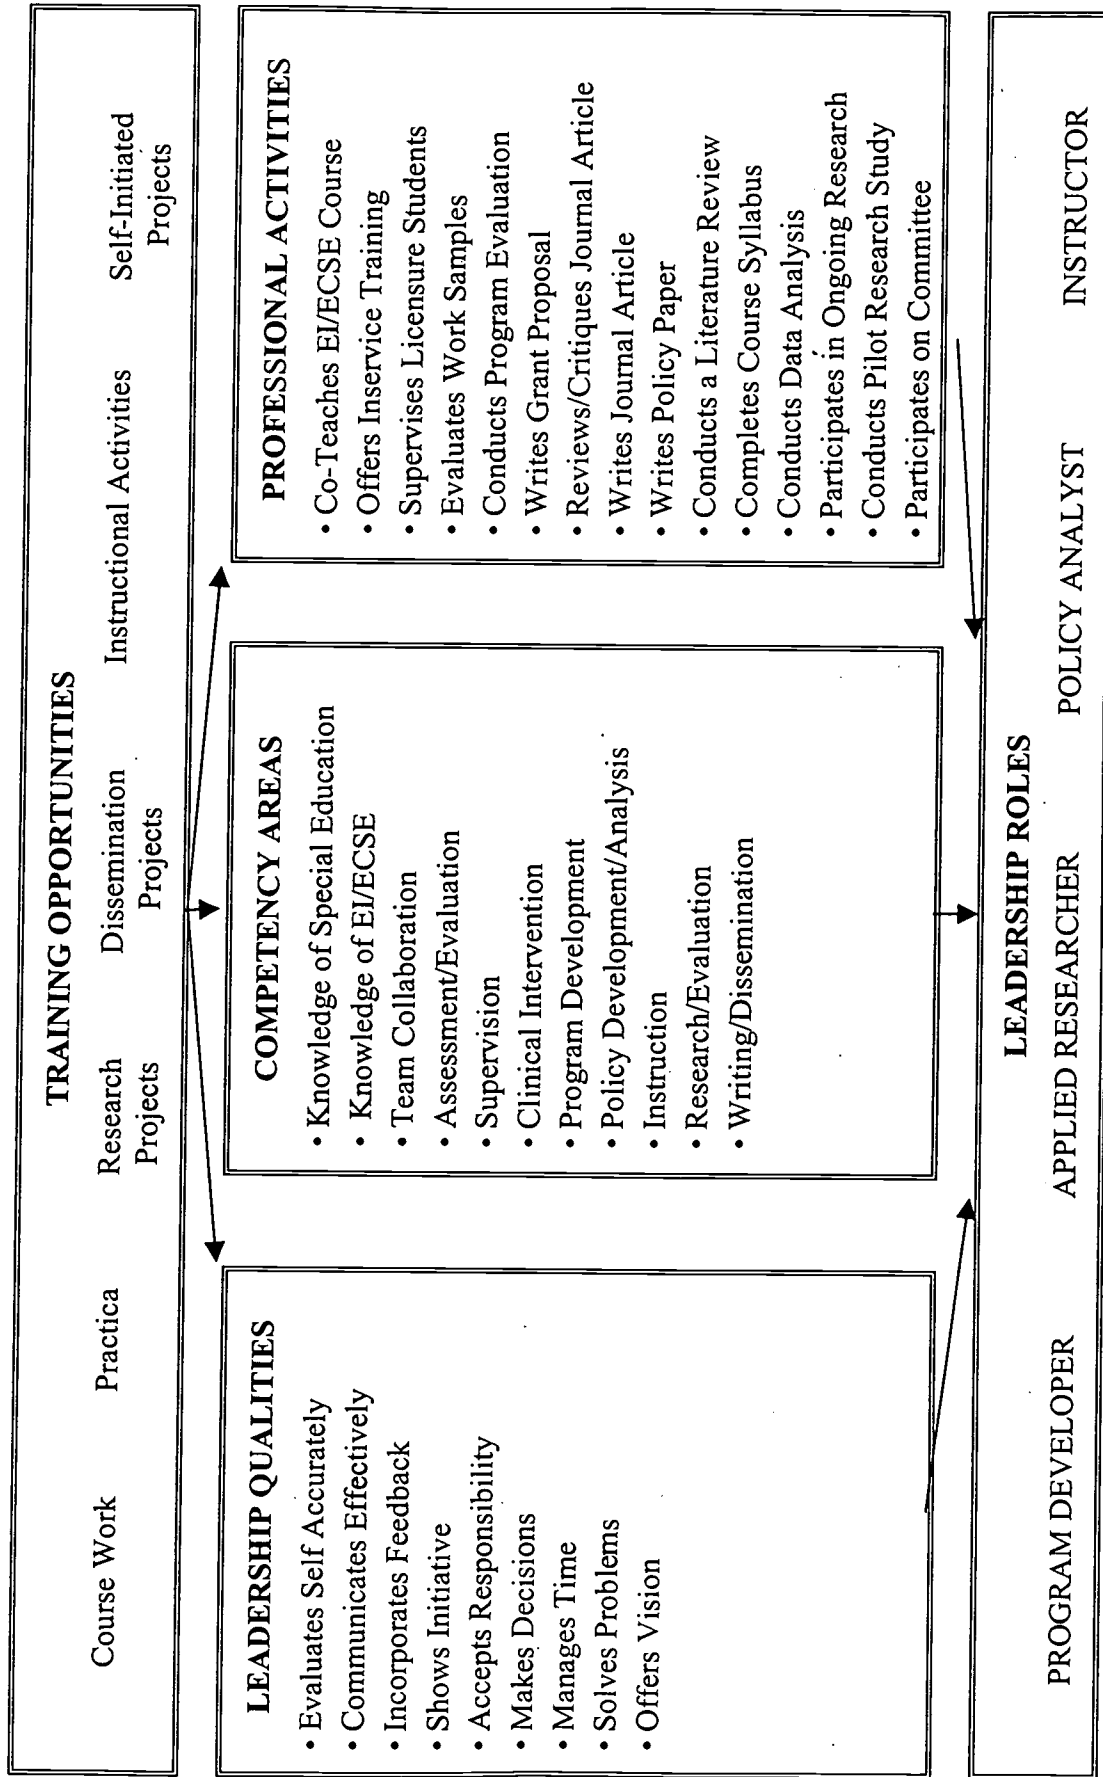 TRAINING OPPORTUNITIES
Course Work
Practica
Research
Projects
Dissemination
Projects
Instructional Activities
Self-Initiated
Projects
LEADERSHIP QUALITIES
• Evaluates Self Accurately
• Communicates Effectively
• Incorporates Feedback
• Shows Initiative
• Accepts Responsibility
• Makes Decisions
• Manages Time
• Solves Problems
• Offers Vision
COMPETENCY AREAS
• Knowledge of Special Education
• Knowledge of EI/ECSE
• Team Collaboration
• Assessment/Evaluation
• Supervision
• Clinical Intervention
• Program Development
• Policy Development/Analysis
• Instruction
• Research/Evaluation
• Writing/Dissemination
PROFESSIONAL ACTIVITIES
• Co-Teaches EI/ECSE Course
• Offers Inservice Training
• Supervises Licensure Students
• Evaluates Work Samples
• Conducts Program Evaluation
• Writes Grant Proposal
• Reviews/Critiques Journal Article
• Writes Journal Article
• Writes Policy Paper
• Conducts a Literature Review
• Completes Course Syllabus
• Conducts Data Analysis
• Participates in Ongoing Research
• Conducts Pilot Research Study
• Participates on Committee
LEADERSHIP ROLES
PROGRAM DEVELOPER
APPLIED RESEARCHER
POLICY ANALYST
INSTRUCTOR